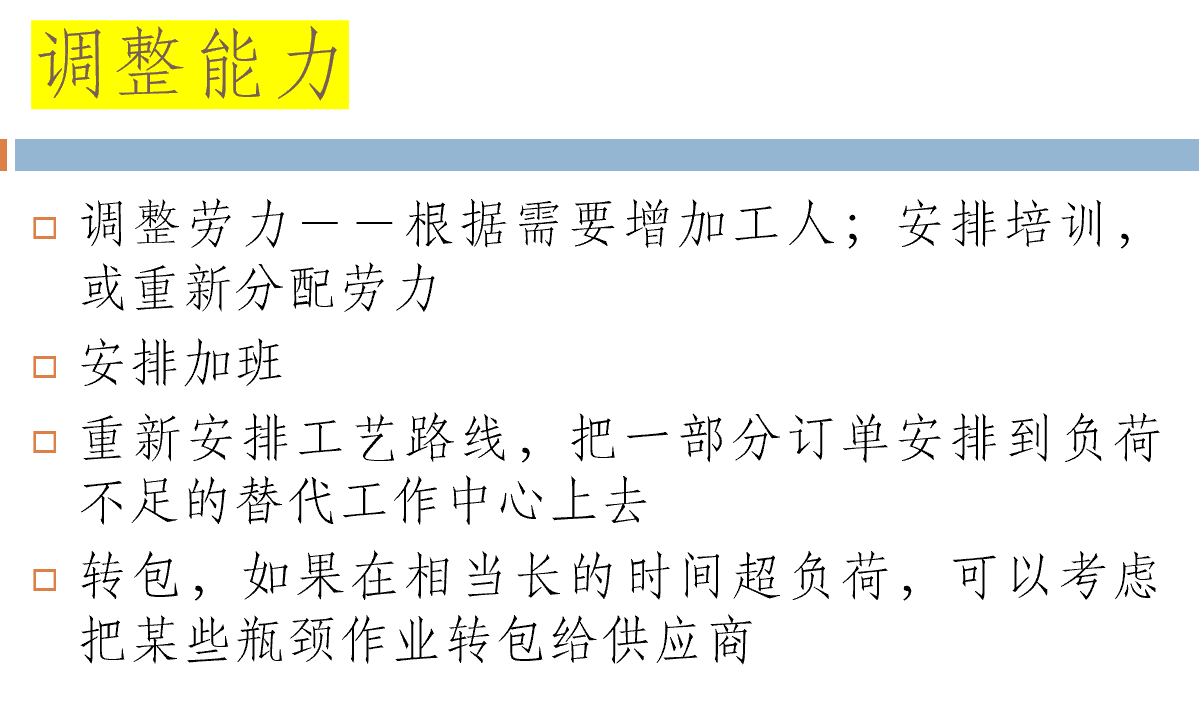 调整能力
调整劳力－－根据需要增加工人；安排培训，
或重新分配劳力
安排加班
重新安排工艺路线，把一部分订单安排到负荷
不足的替代工作中心上去
转包，如果在相当长的时间超负荷，可以考虑
把某些瓶颈作业转包给供应商